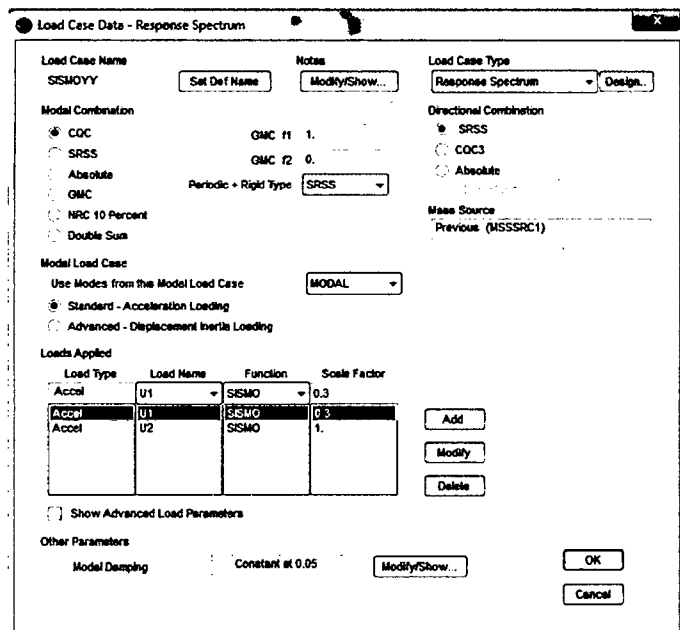 Load Case Data - Response Spectrum
X
Load Case Name
Notes
Load Case Type
SISMOYY
Set Def Name
Modify/Show...
Response Spectrum
Design..
Modal Combination
Directional Combination
CQC
GMC f1 1.
SRSS
SRSS
GMC f2 0.
CQC3
Absolute
Periodic + Rigid Type SRSS
Absolute
GMC
NRC 10 Percent
Mass Source
Double Sum
Previous (MSSSRC1)
Modal Load Case
Use Modes from this Modal Load Case MODAL
Standard - Acceleration Loading
Advanced - Displacement Inertia Loading
Loads Applied
Load Type Load Name Function Scale Factor
Accel U1 SISMO 0.3
Accel U1 SISMO 0.3
Accel U2 SISMO 1.
Add
Modify
Delete
Show Advanced Load Parameters
Other Parameters
Modal Damping Constant at 0.05 Modify/Show...
OK
Cancel